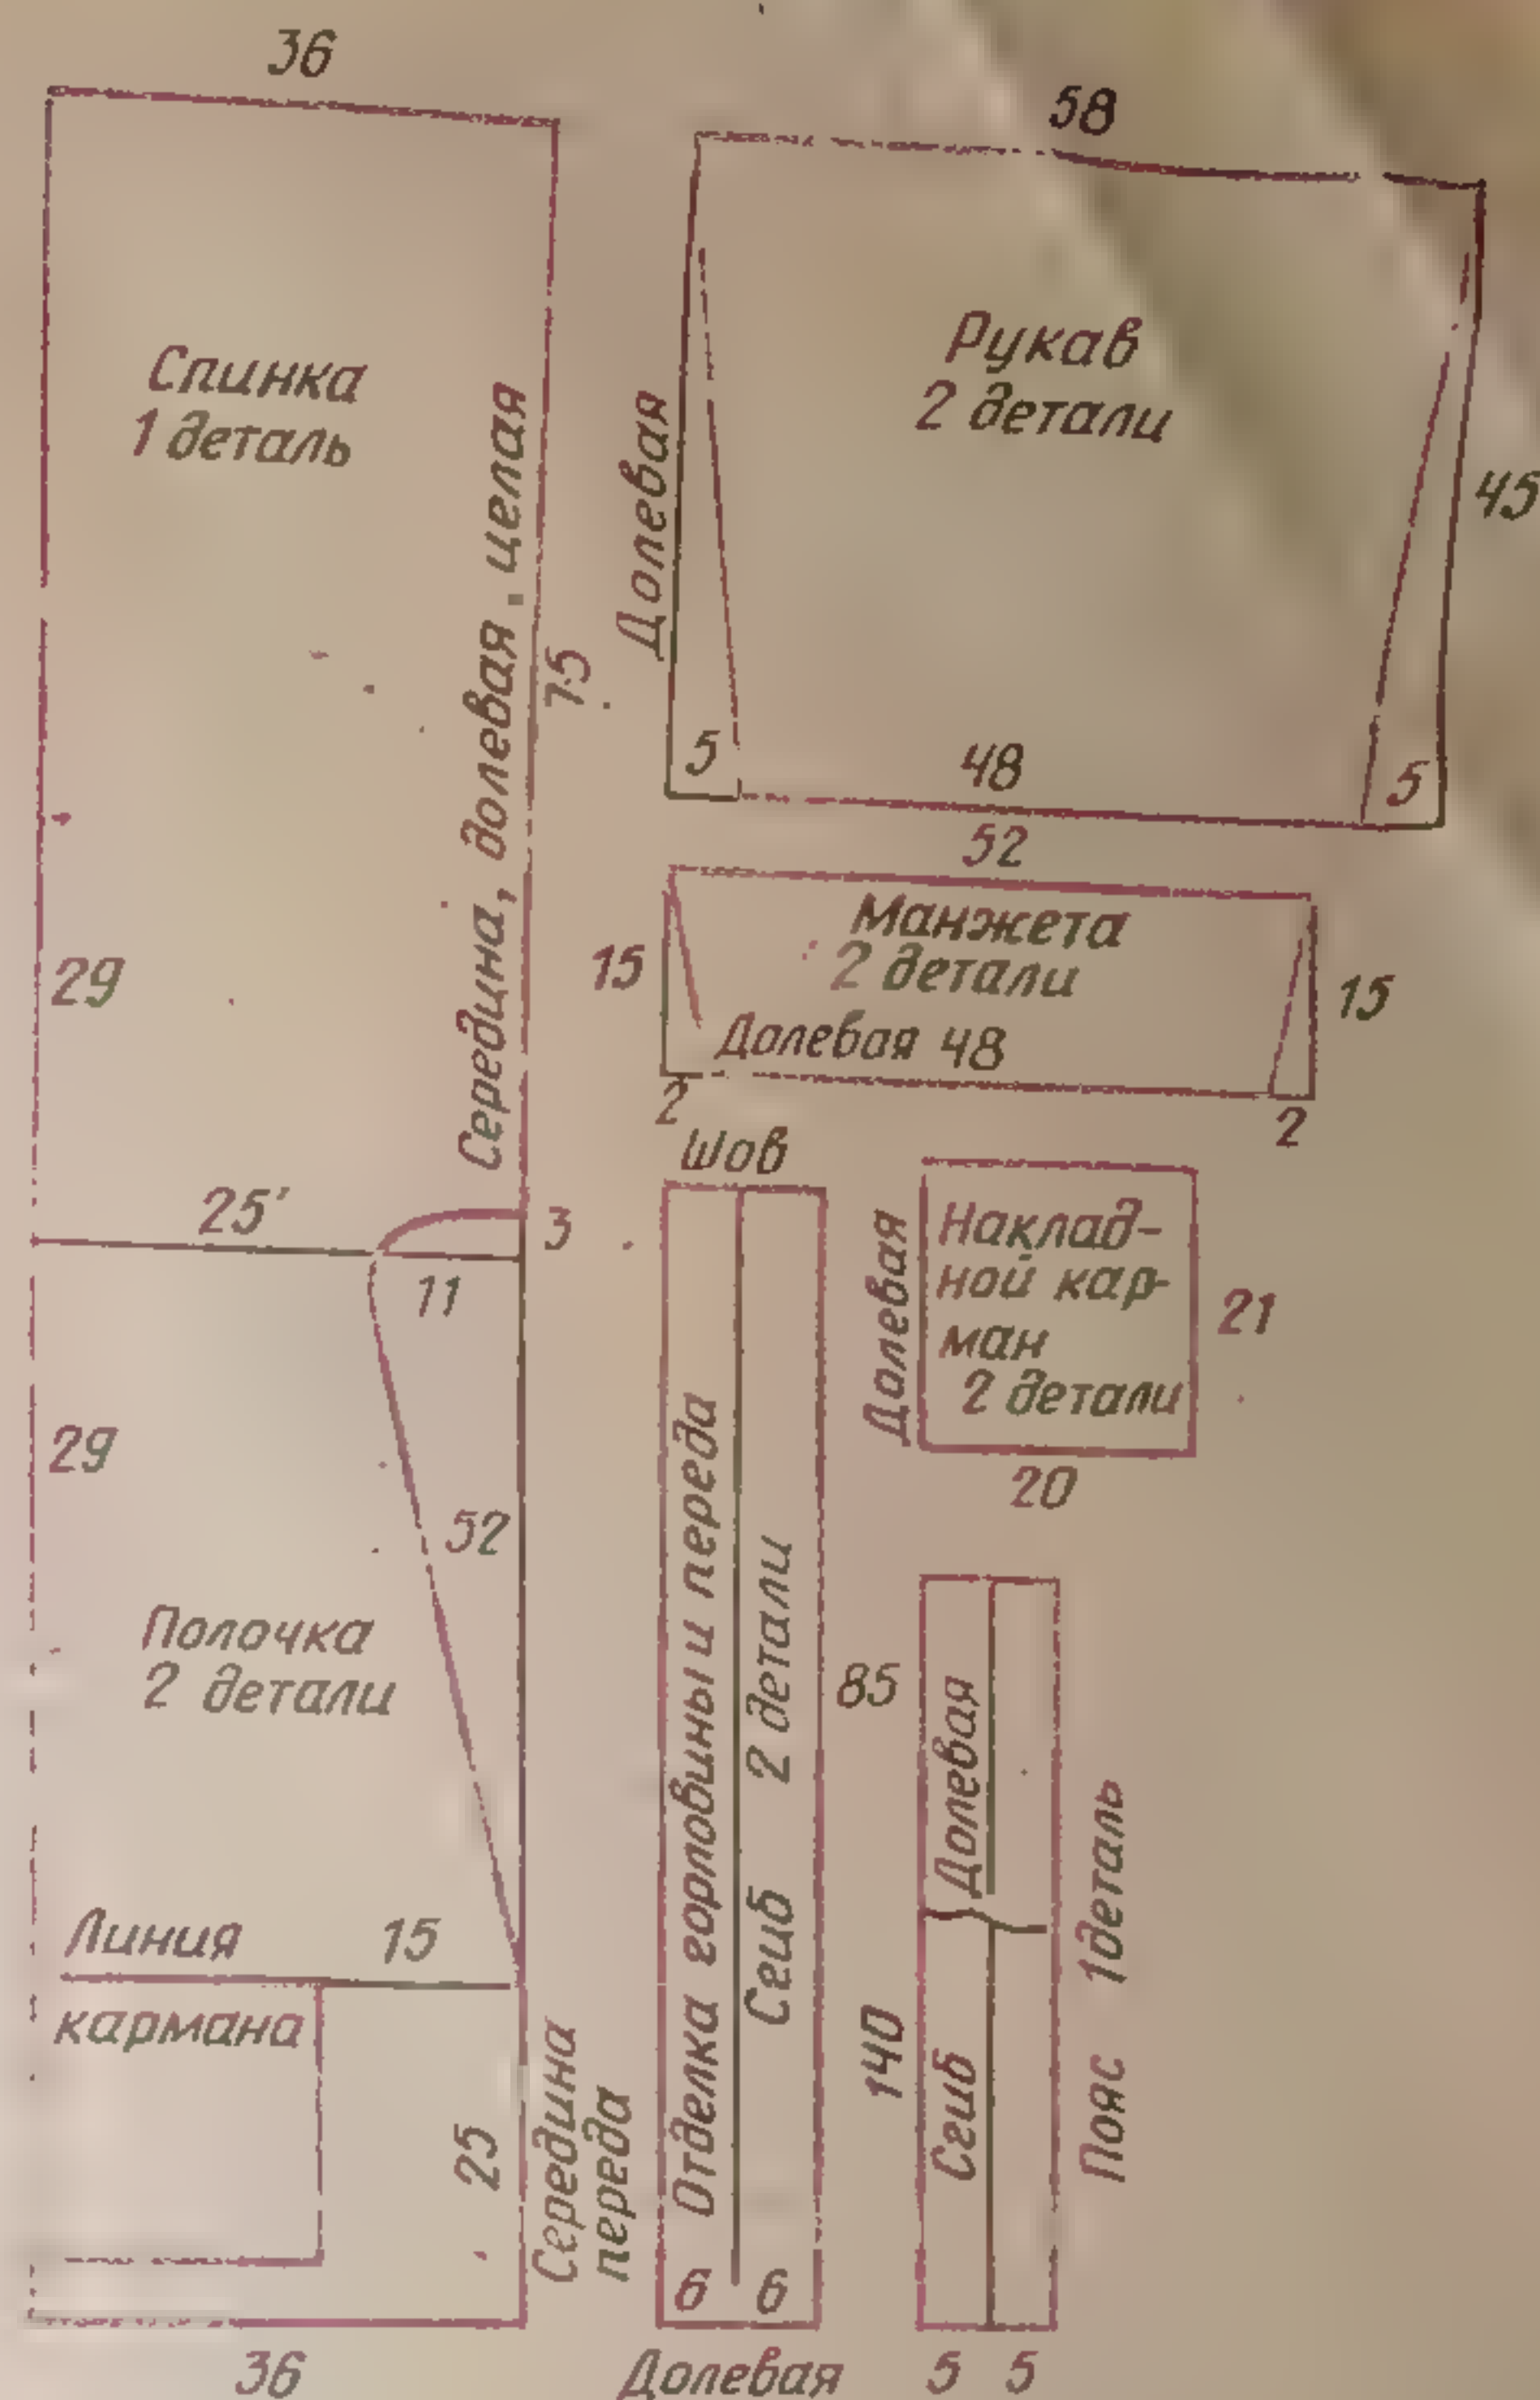 36
Спинка
1 деталь
Середина, долевая. целая
75
29
25
3
11
29
52
Полочка
2 детали
Линия 15
кармана
25
Середина
переда
36
58
Рукав
2 детали
Долевая
45
5
48
5
52
Манжета
2 детали
15
15
Долевая 48
2
2
Шов
Отделка горловины и переда
Сгиб 2 детали
85
6 6
Долевая
Долевая
Наклад-
ной кар-
ман
2 детали
21
20
Долевая
Сгиб
140
Пояс 1 деталь
5 5